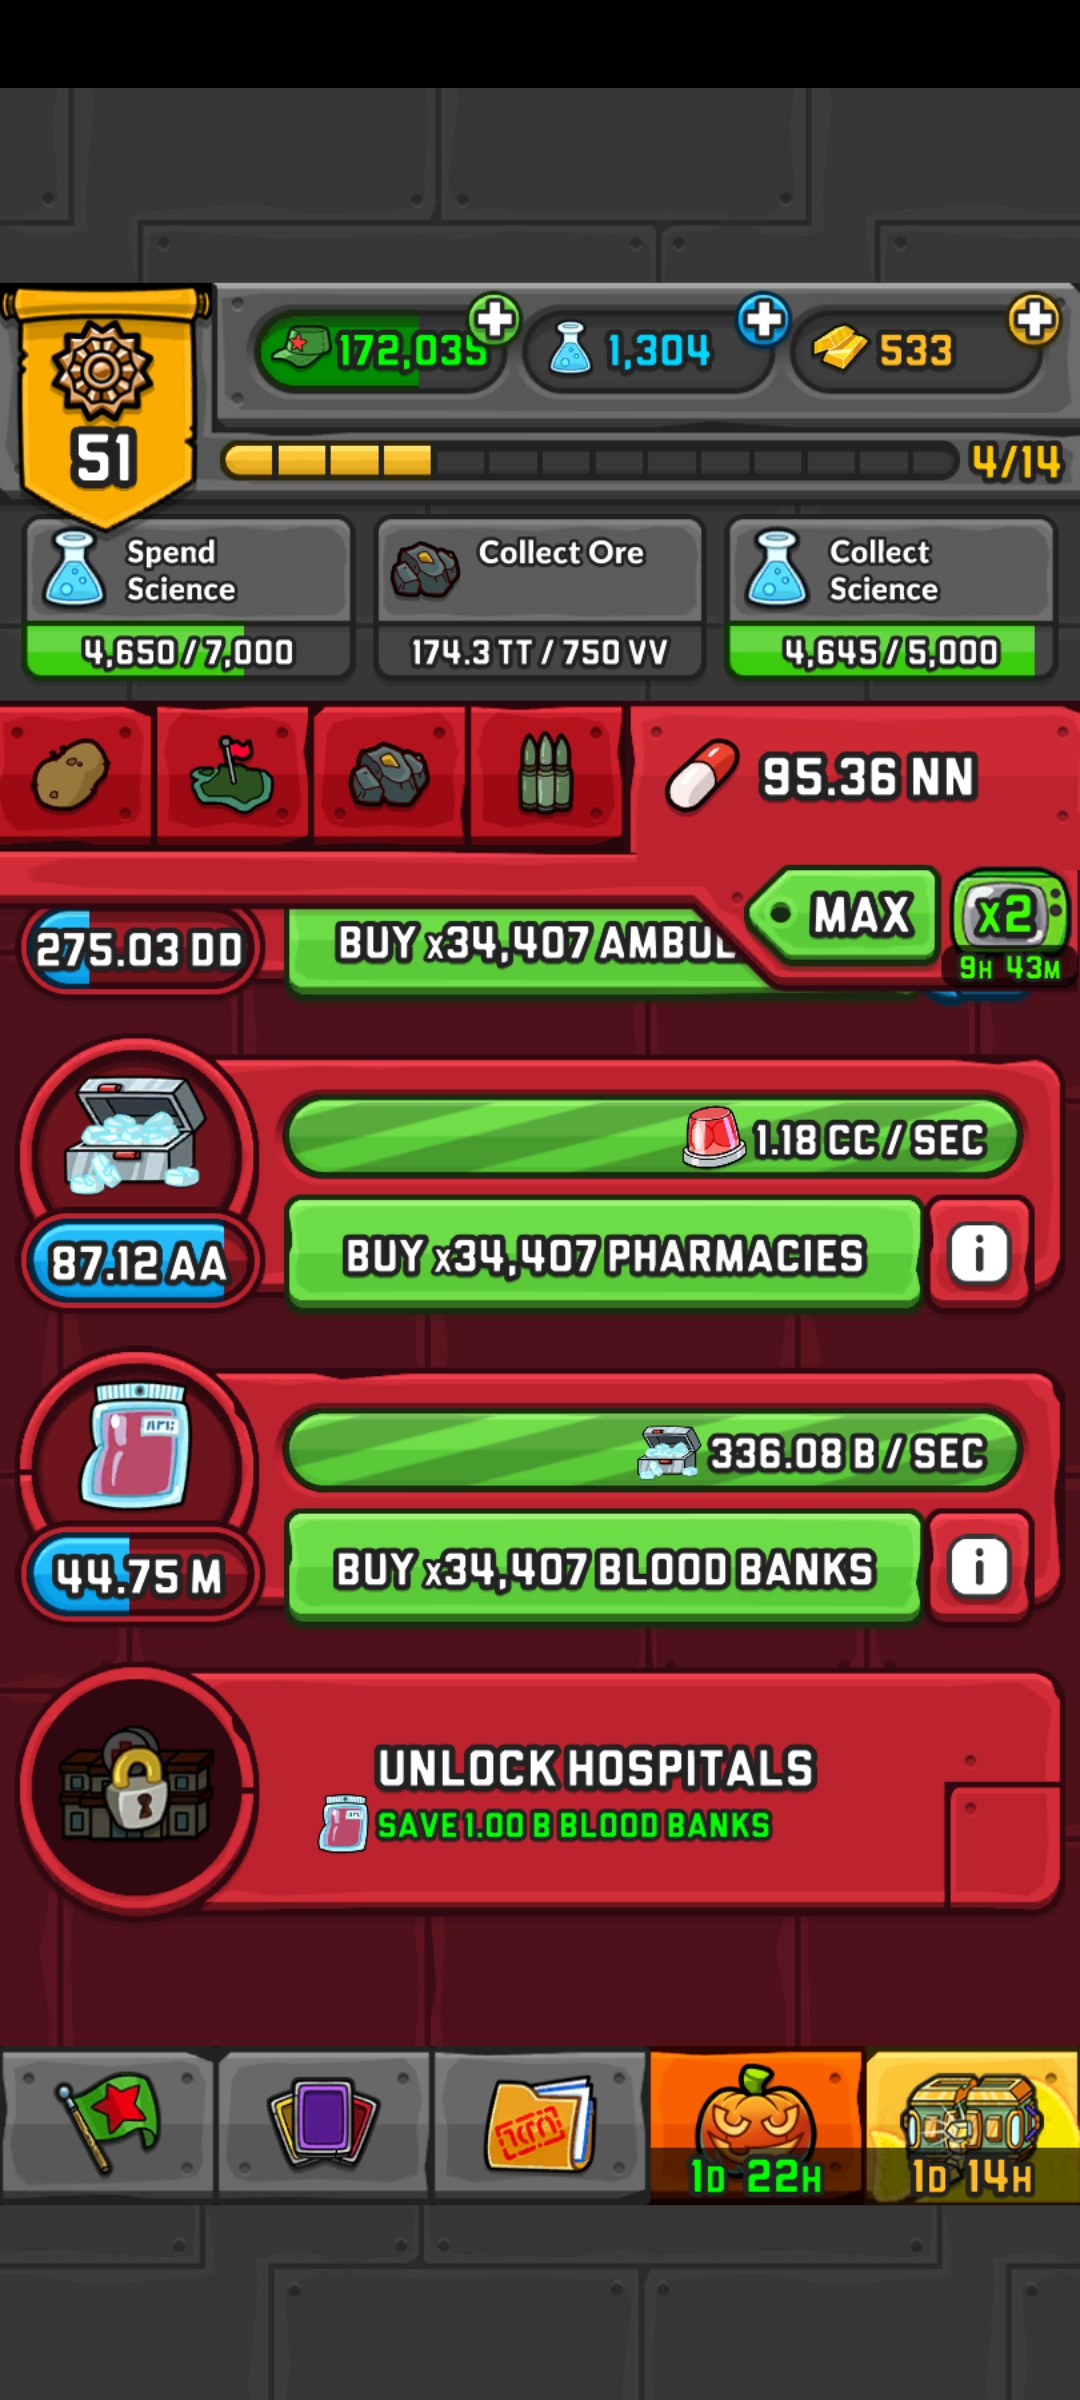 172,035
1,304
533
51
4/14
Spend
Science
4,650/7,000
Collect Ore
174.3 TT / 750 VV
Collect
Science
4,645/5,000
95.36 NN
MAX
x2
9H 43M
275.03 DD
BUY x34,407 AMBUL
1.18 CC / SEC
87.12 AA
BUY x34,407 PHARMACIES
i
336.08 B / SEC
44.75 M
BUY x34,407 BLOOD BANKS
i
UNLOCK HOSPITALS
SAVE 1.00 B BLOOD BANKS
1D 22H
1D 14H